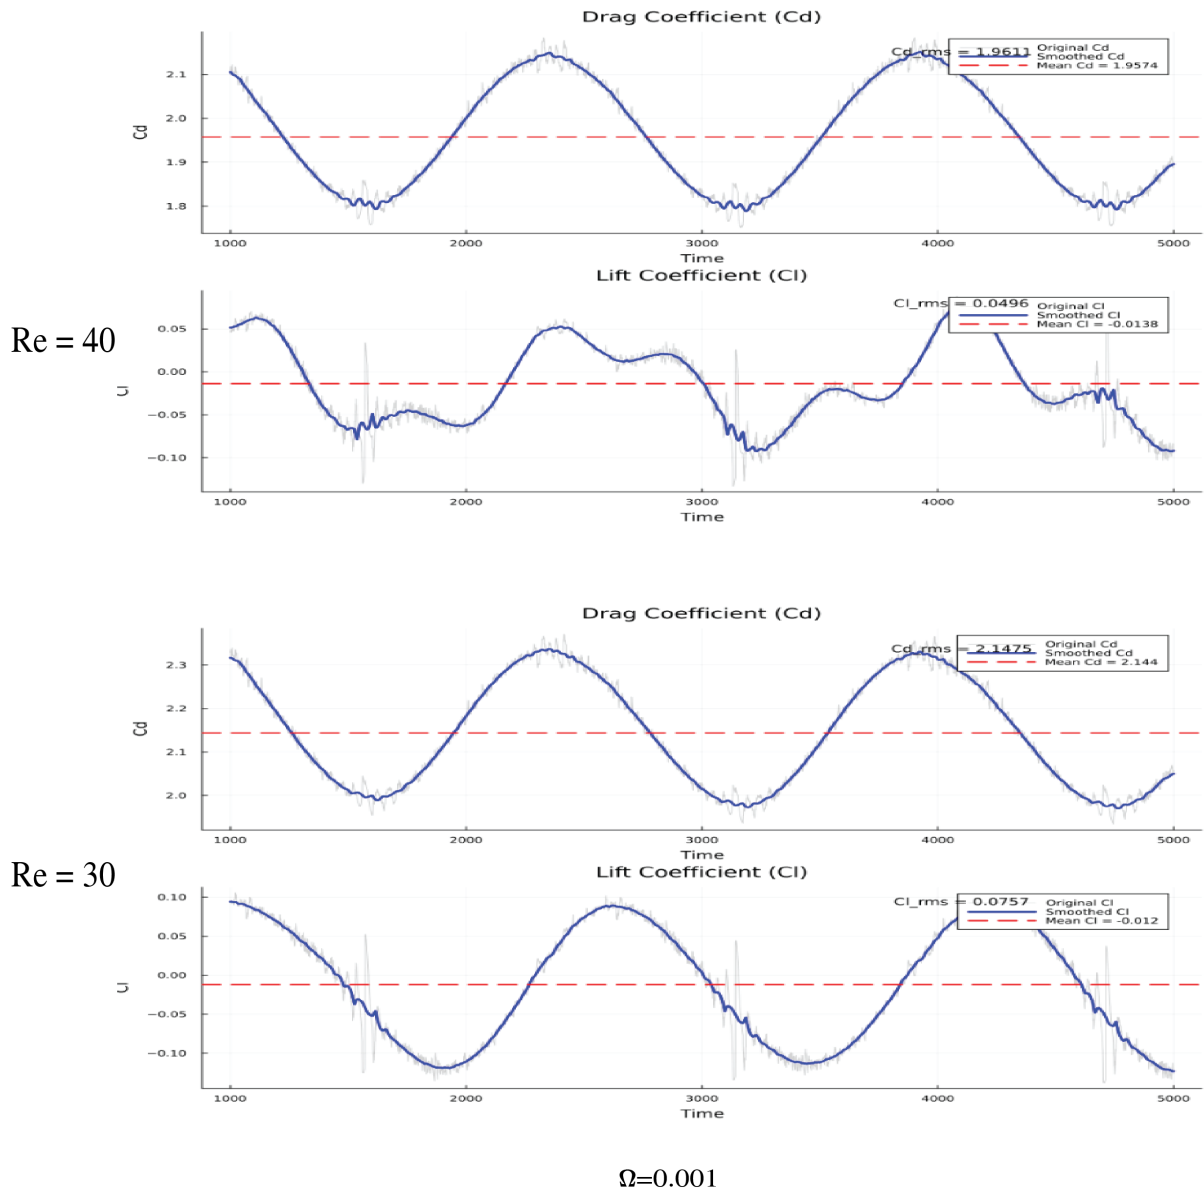 Drag Coefficient (Cd)
Cd_rms = 1.9611
Original Cd
Smoothed Cd
Mean Cd = 1.9574
2.1
2.0
1.9
1.8
Cd
1000 2000 3000 4000 5000
Time
Re = 40
Lift Coefficient (Cl)
Cl_rms = 0.0496
Original Cl
Smoothed Cl
Mean Cl = -0.0138
0.05
0.00
−0.05
−0.10
Cl
1000 2000 3000 4000 5000
Time
Drag Coefficient (Cd)
Cd_rms = 2.1475
Original Cd
Smoothed Cd
Mean Cd = 2.144
2.3
2.2
2.1
2.0
Cd
1000 2000 3000 4000 5000
Time
Re = 30
Lift Coefficient (Cl)
Cl_rms = 0.0757
Original Cl
Smoothed Cl
Mean Cl = -0.012
0.10
0.05
0.00
−0.05
−0.10
Cl
1000 2000 3000 4000 5000
Time
Ω=0.001